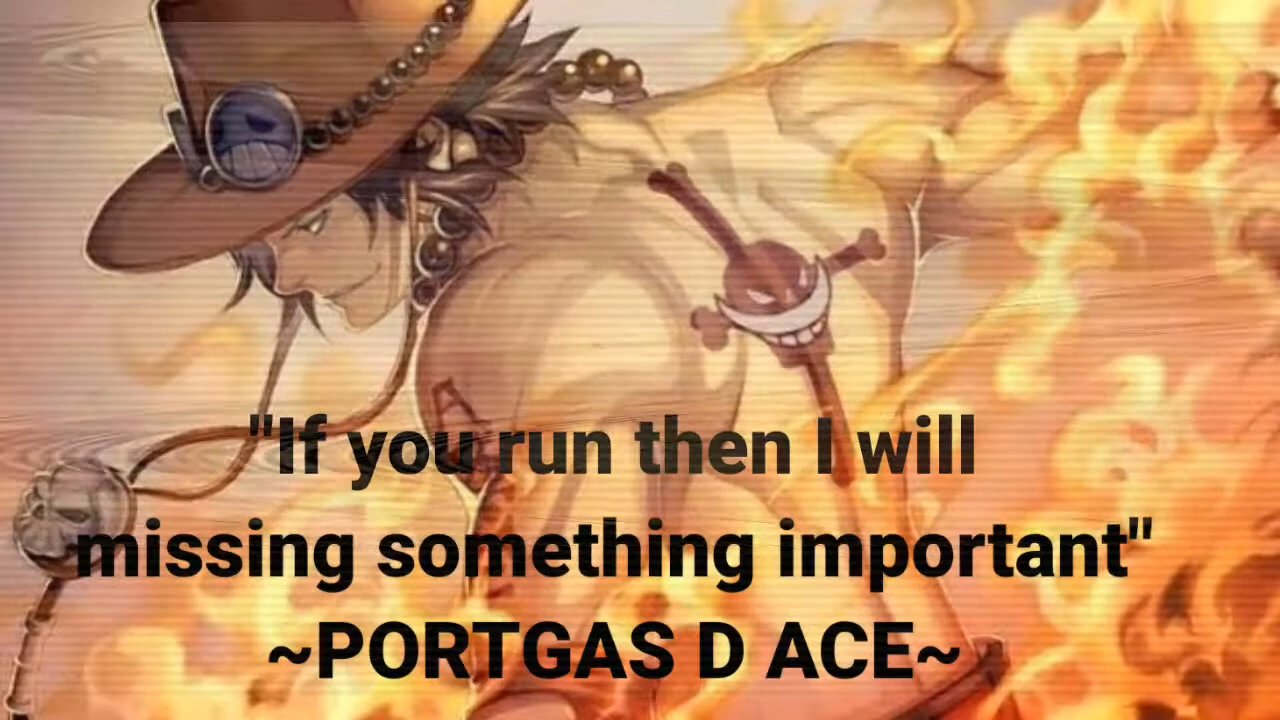 "If you run then I will
missing something important"
~PORTGAS D ACE~